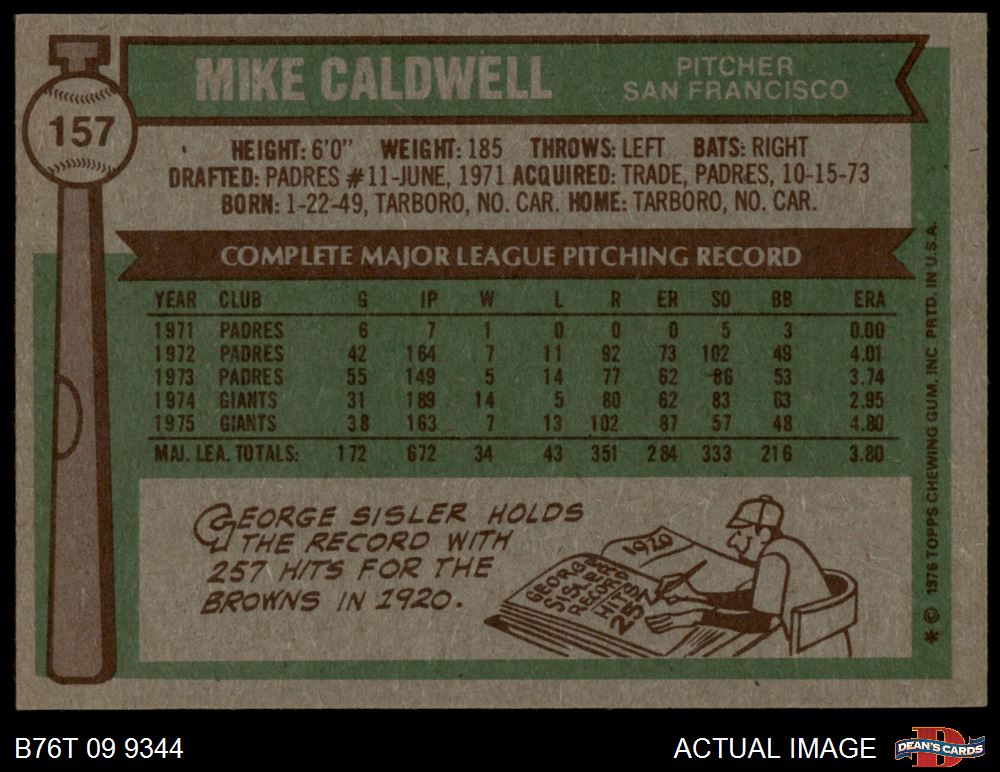 157
MIKE CALDWELL
PITCHER
SAN FRANCISCO
HEIGHT: 6'0" WEIGHT: 185 THROWS: LEFT BATS: RIGHT
DRAFTED: PADRES #11-JUNE, 1971 ACQUIRED: TRADE, PADRES, 10-15-73
BORN: 1-22-49, TARBORO, NO. CAR. HOME: TARBORO, NO. CAR.
COMPLETE MAJOR LEAGUE PITCHING RECORD
YEAR CLUB G IP W L R ER SO BB ERA
1971 PADRES 6 7 1 0 0 0 5 3 0.00
1972 PADRES 42 164 7 11 92 73 102 49 4.01
1973 PADRES 55 149 5 14 77 62 86 53 3.74
1974 GIANTS 31 189 14 5 80 62 83 63 2.95
1975 GIANTS 38 163 7 13 102 87 57 48 4.80
MAJ. LEA. TOTALS: 172 672 34 43 351 284 333 216 3.80
GEORGE SISLER HOLDS
THE RECORD WITH
257 HITS FOR THE
BROWNS IN 1920.
1920
GEORGE
SISLER
RECORD
HITS
257
* © 1976 TOPPS CHEWING GUM, INC. PRTD. IN U.S.A.
B76T 09 9344
ACTUAL IMAGE
D
DEAN'S CARDS